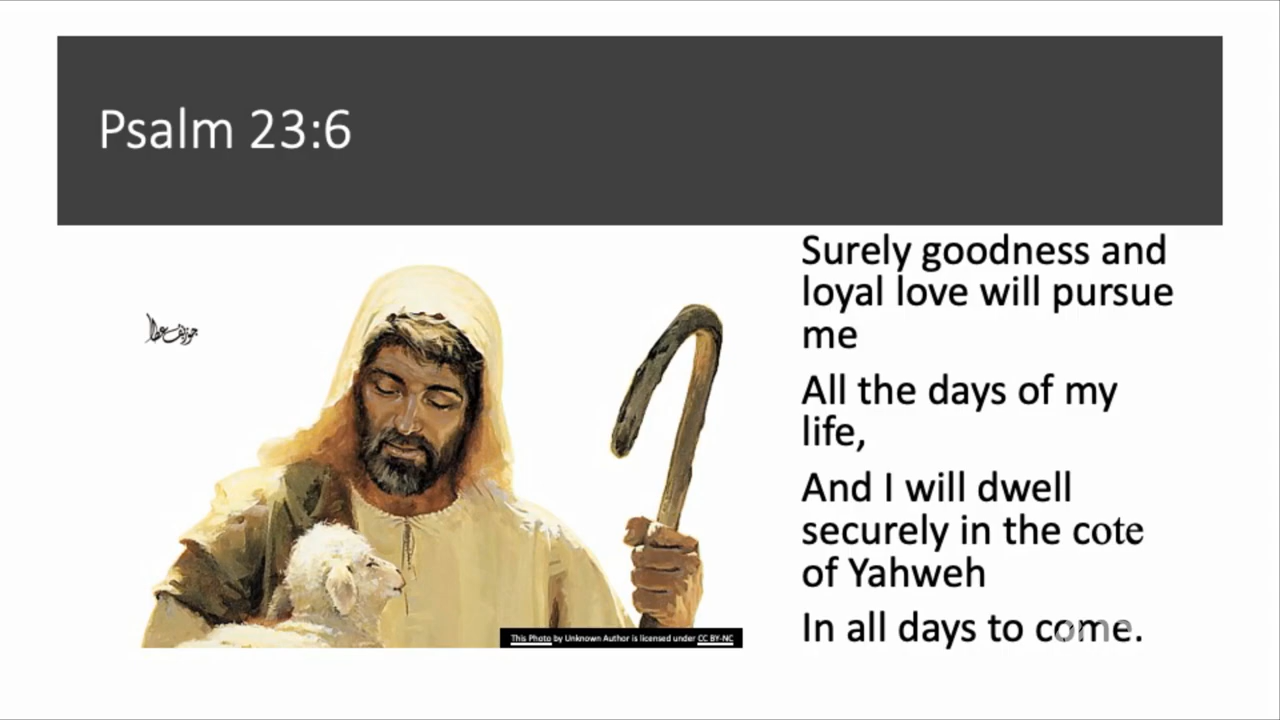 Psalm 23:6
Surely goodness and
loyal love will pursue
me
All the days of my
life,
And I will dwell
securely in the cote
of Yahweh
In all days to come.
جوزيف عطا
This Photo by Unknown Author is licensed under CC BY-NC